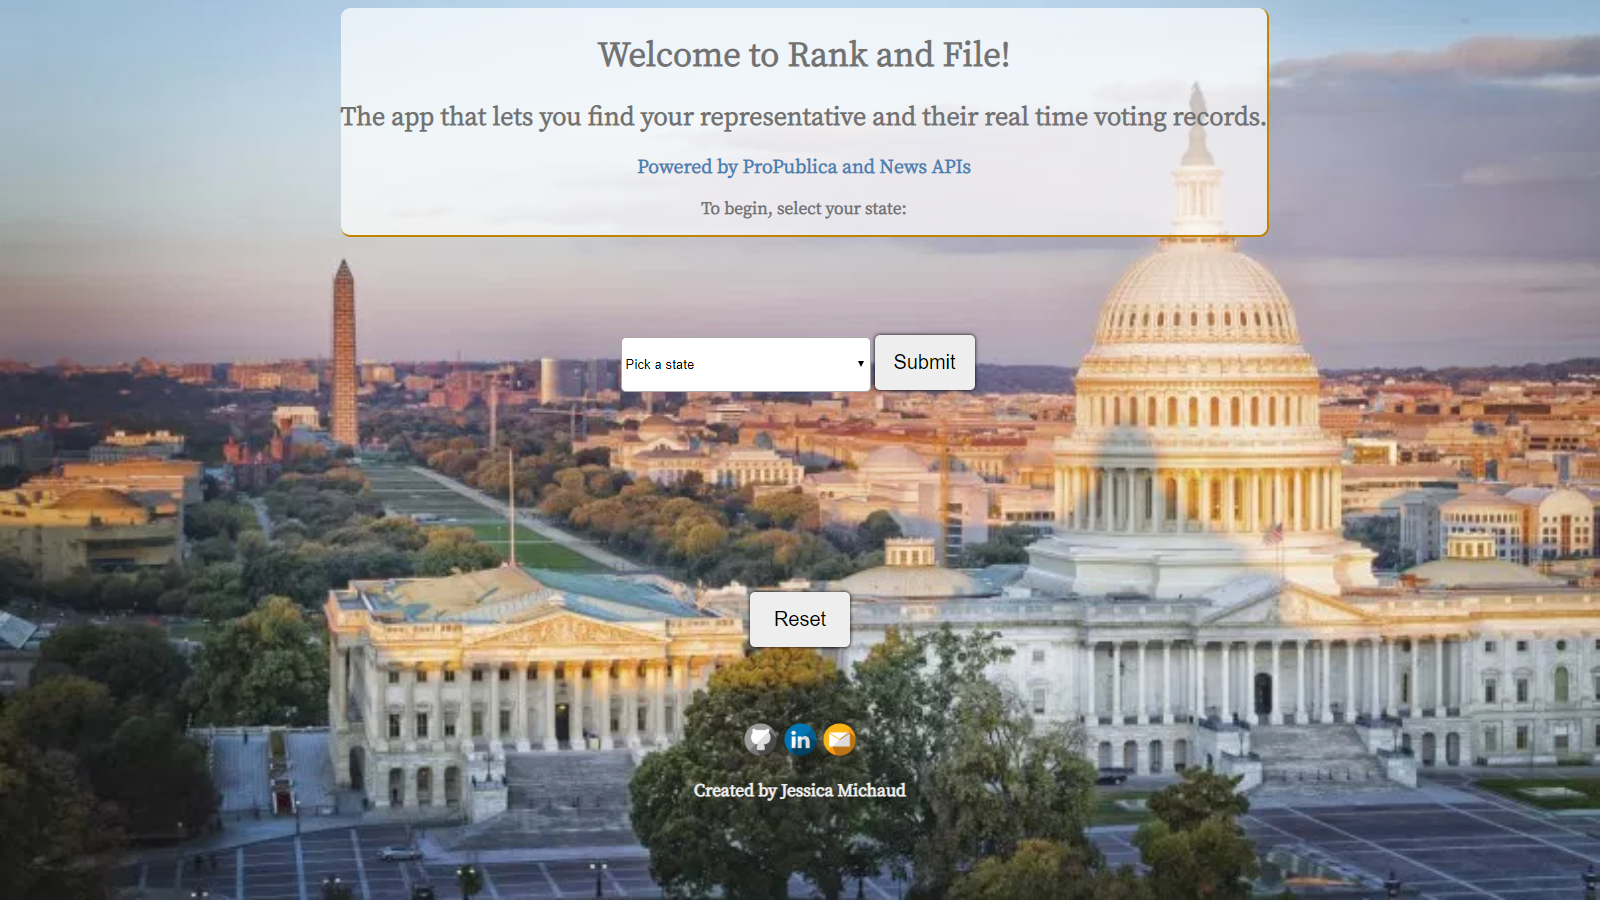 Welcome to Rank and File!
The app that lets you find your representative and their real time voting records.
Powered by ProPublica and News APIs
To begin, select your state:
Pick a state
Submit
Reset
in
Created by Jessica Michaud